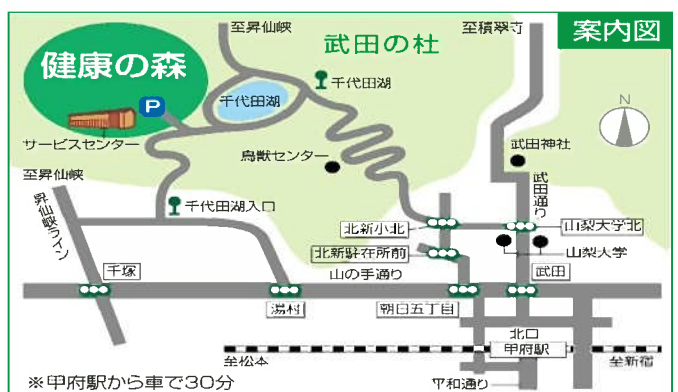 案内図
至昇仙峡
武田の杜
至積翠寺
健康の森
P
千代田湖
千代田湖
N
サービスセンター
鳥獣センター
武田神社
至昇仙峡
昇仙峡ライン
千代田湖入口
武田通り
北新小北
山梨大学北
北新駐在所前
山梨大学
山の手通り
千塚
武田
湯村
朝日五丁目
北口
甲府駅
至松本
至新宿
※甲府駅から車で30分
平和通り